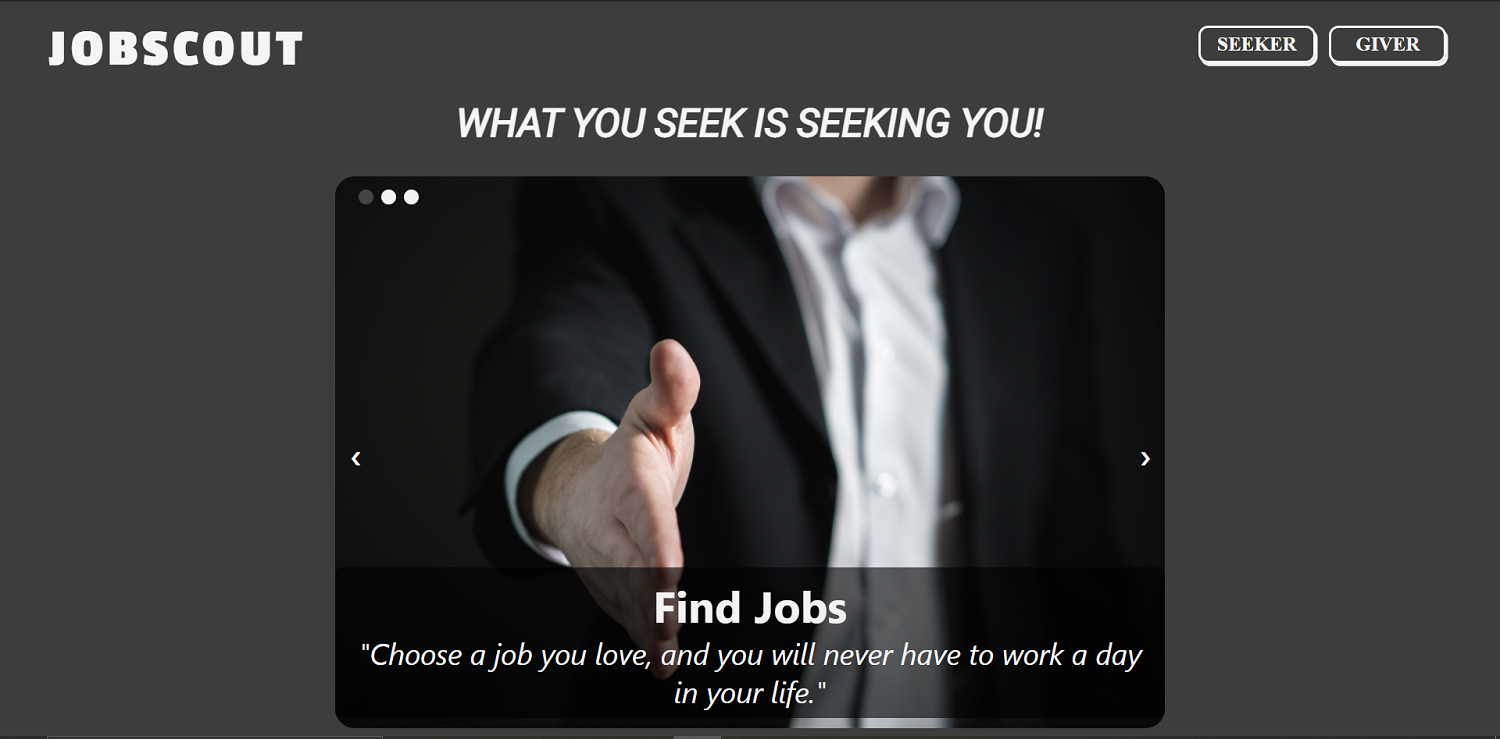 JOBSCOUT
SEEKER
GIVER
WHAT YOU SEEK IS SEEKING YOU!
‹
›
Find Jobs
"Choose a job you love, and you will never have to work a day
in your life."